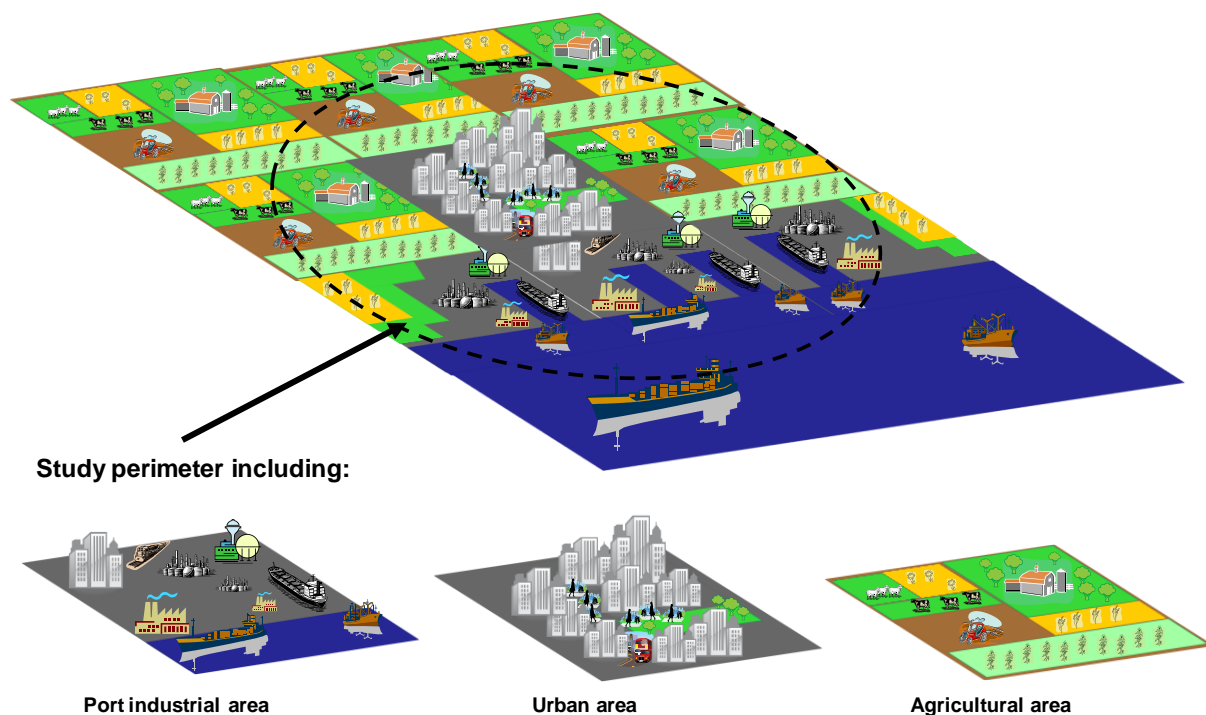 Study perimeter including:
Port industrial area
Urban area
Agricultural area